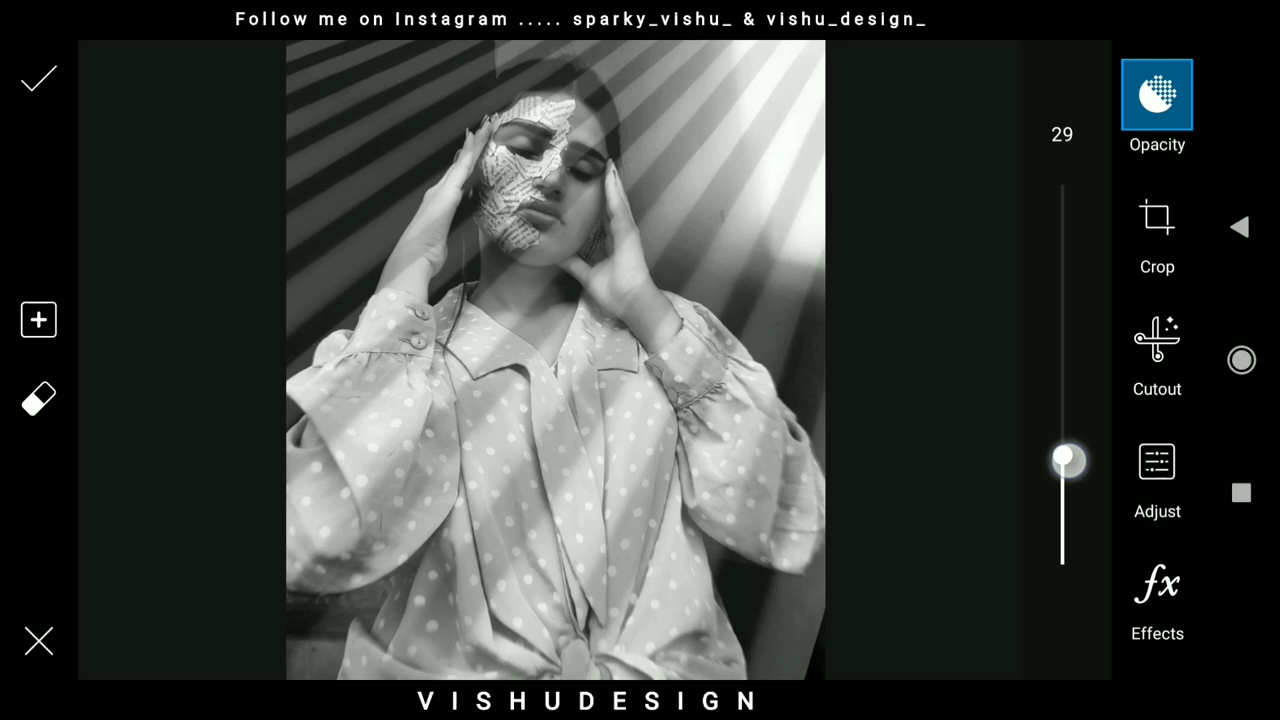 Follow me on Instagram ..... sparky_vishu_ & vishu_design_
29
Opacity
Crop
Cutout
Adjust
fx
Effects
VISHUDESIGN